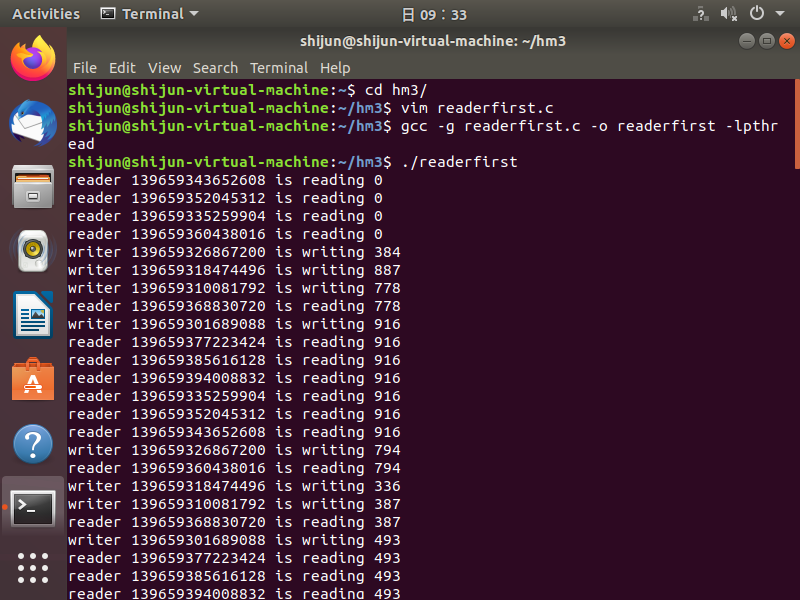 Activities Terminal 日 09：33
shijun@shijun-virtual-machine: ~/hm3
File Edit View Search Terminal Help
shijun@shijun-virtual-machine:~$ cd hm3/
shijun@shijun-virtual-machine:~/hm3$ vim readerfirst.c
shijun@shijun-virtual-machine:~/hm3$ gcc -g readerfirst.c -o readerfirst -lpthr
ead
shijun@shijun-virtual-machine:~/hm3$ ./readerfirst
reader 139659343652608 is reading 0
reader 139659352045312 is reading 0
reader 139659335259904 is reading 0
reader 139659360438016 is reading 0
writer 139659326867200 is writing 384
writer 139659318474496 is writing 887
writer 139659310081792 is writing 778
reader 139659368830720 is reading 778
writer 139659301689088 is writing 916
reader 139659377223424 is reading 916
reader 139659385616128 is reading 916
reader 139659394008832 is reading 916
reader 139659335259904 is reading 916
reader 139659352045312 is reading 916
reader 139659343652608 is reading 916
writer 139659326867200 is writing 794
reader 139659360438016 is reading 794
writer 139659318474496 is writing 336
writer 139659310081792 is writing 387
reader 139659368830720 is reading 387
writer 139659301689088 is writing 493
reader 139659377223424 is reading 493
reader 139659385616128 is reading 493
reader 139659394008832 is reading 493